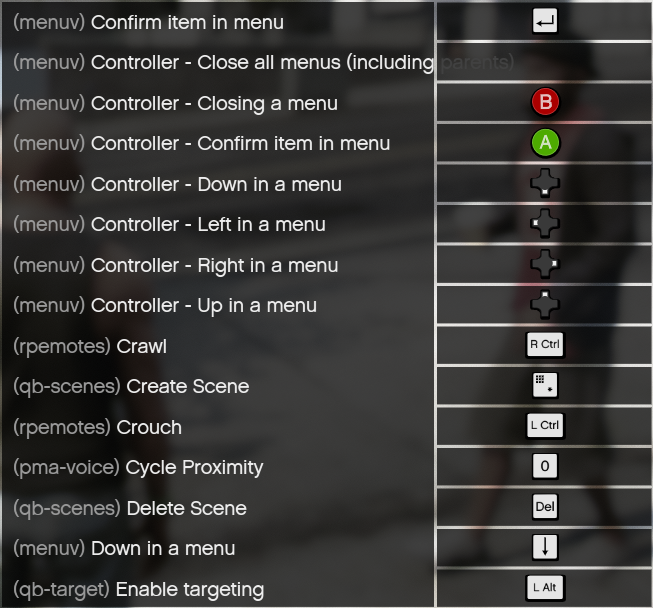 (menuv) Confirm item in menu
(menuv) Controller - Close all menus (including parents)
(menuv) Controller - Closing a menu B
(menuv) Controller - Confirm item in menu A
(menuv) Controller - Down in a menu
(menuv) Controller - Left in a menu
(menuv) Controller - Right in a menu
(menuv) Controller - Up in a menu
(rpemotes) Crawl R Ctrl
(qb-scenes) Create Scene *
(rpemotes) Crouch L Ctrl
(pma-voice) Cycle Proximity 0
(qb-scenes) Delete Scene Del
(menuv) Down in a menu ↓
(qb-target) Enable targeting L Alt